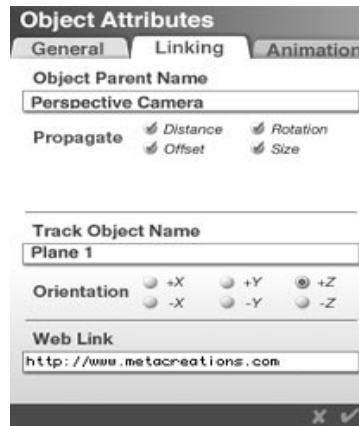 Object Attributes
General Linking Animation
Object Parent Name
Perspective Camera
Propagate Distance Rotation
Offset Size
Track Object Name
Plane 1
Orientation +X +Y +Z
-X -Y -Z
Web Link
http://www.metacreations.com